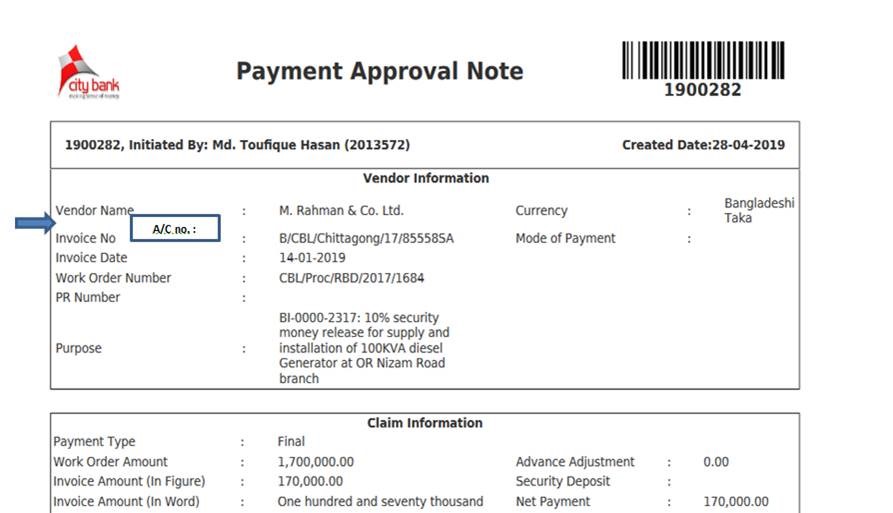 city bank
making sense of money
Payment Approval Note
1900282
1900282, Initiated By: Md. Toufique Hasan (2013572) Created Date:28-04-2019
Vendor Information
Vendor Name : M. Rahman & Co. Ltd. Currency : Bangladeshi Taka
A/C no. :
Invoice No : B/CBL/Chittagong/17/85558SA Mode of Payment :
Invoice Date : 14-01-2019
Work Order Number : CBL/Proc/RBD/2017/1684
PR Number :
Purpose : BI-0000-2317: 10% security
money release for supply and
installation of 100KVA diesel
Generator at OR Nizam Road
branch
Claim Information
Payment Type : Final
Work Order Amount : 1,700,000.00 Advance Adjustment : 0.00
Invoice Amount (In Figure) : 170,000.00 Security Deposit :
Invoice Amount (In Word) : One hundred and seventy thousand Net Payment : 170,000.00